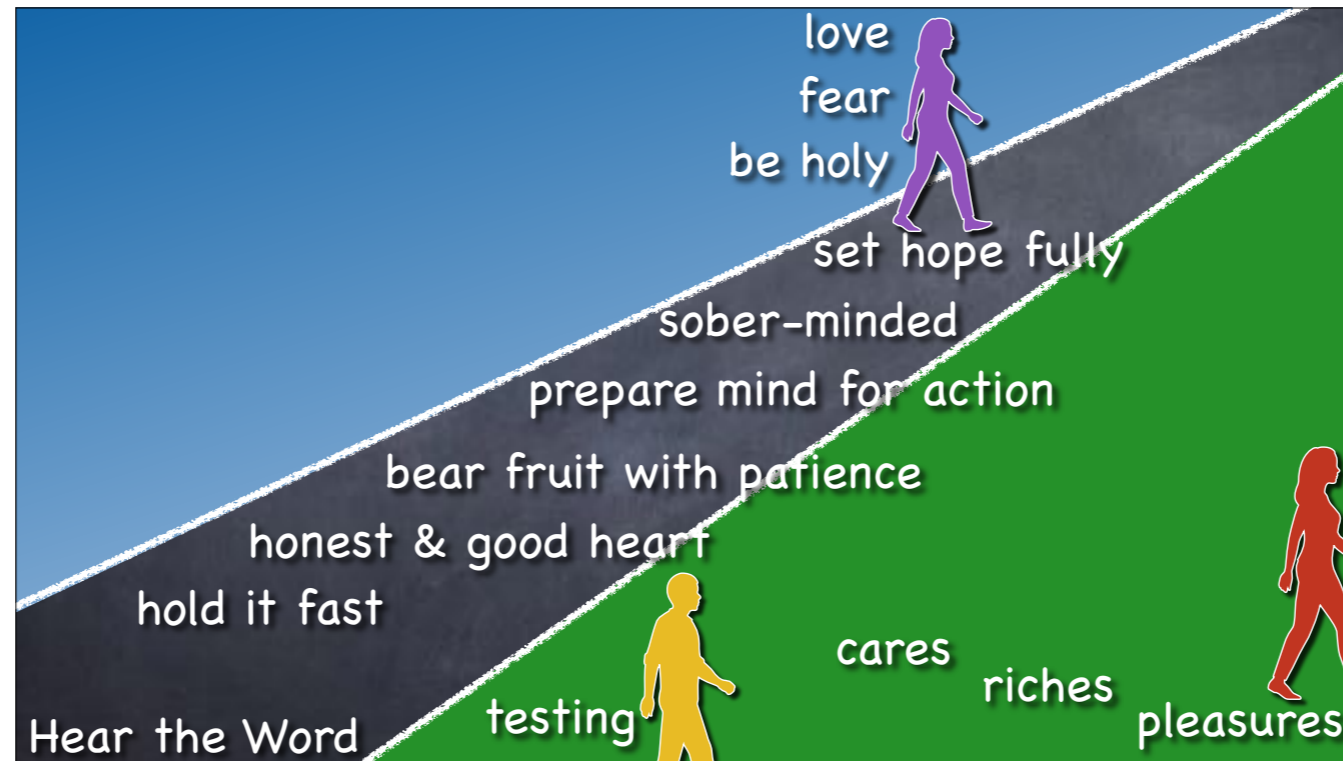 love
fear
be holy
set hope fully
sober-minded
prepare mind for action
bear fruit with patience
honest & good heart
hold it fast
Hear the Word
testing
cares
riches
pleasures